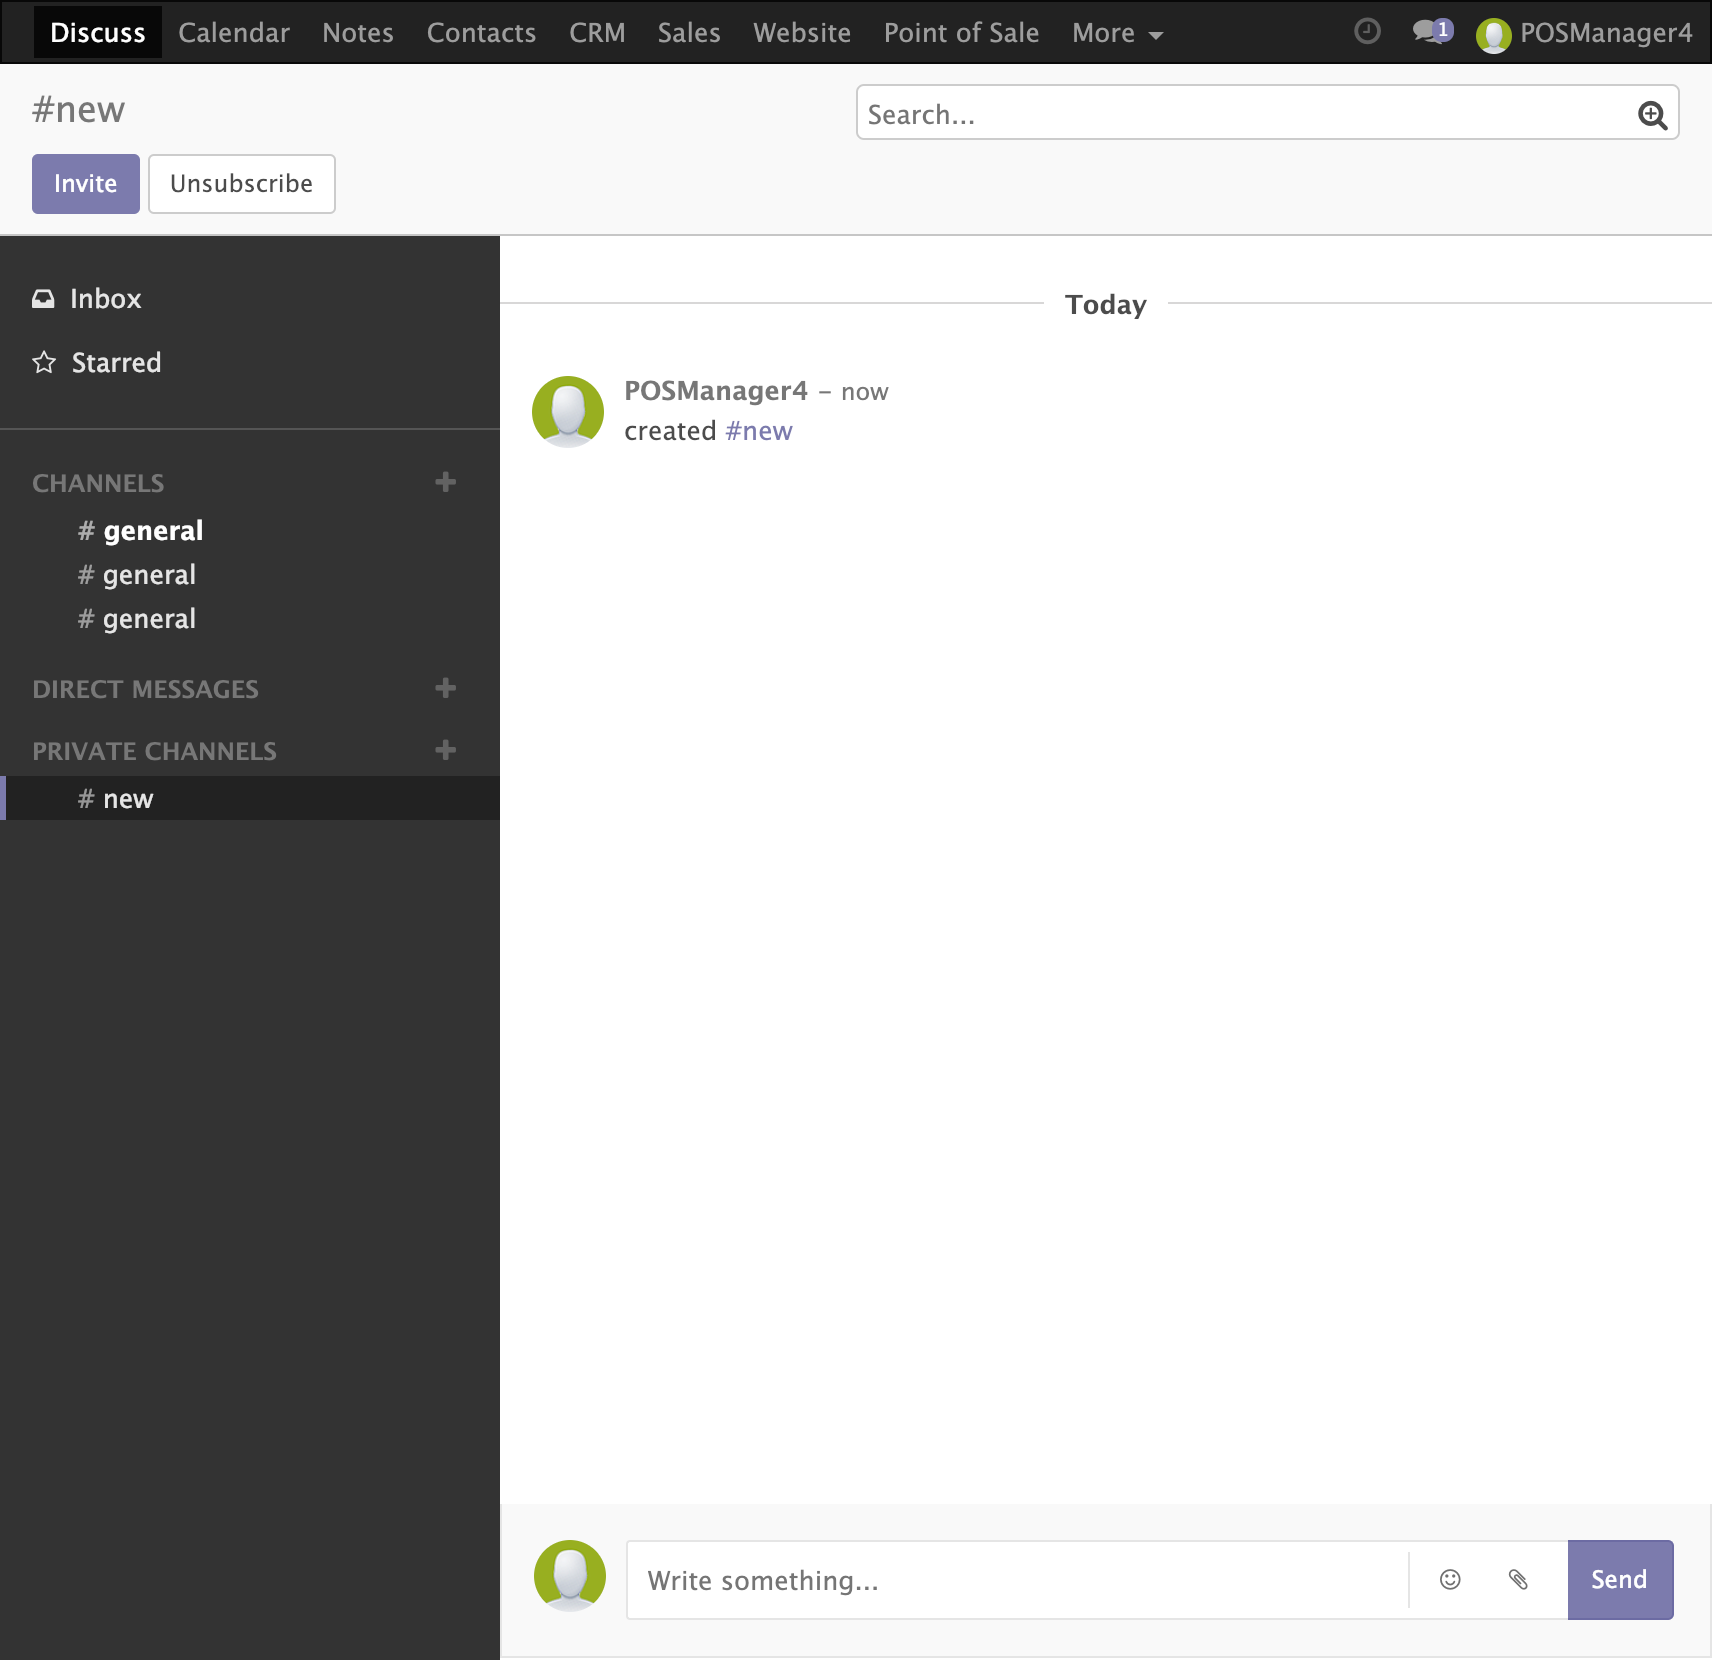 Discuss Calendar Notes Contacts CRM Sales Website Point of Sale More 1 POSManager4
#new
Search...
Invite Unsubscribe
Inbox
Starred
CHANNELS
# general
# general
# general
DIRECT MESSAGES
PRIVATE CHANNELS
# new
Today
POSManager4 – now
created #new
Write something...
Send